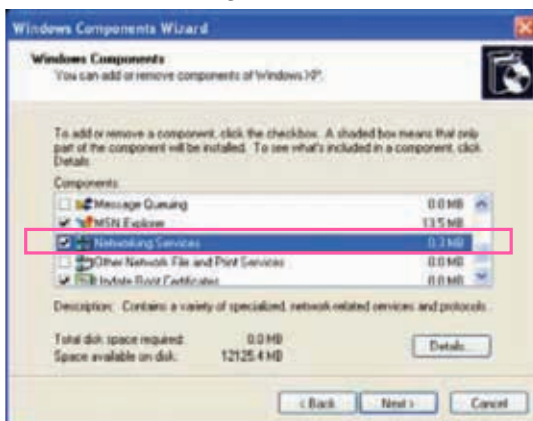 Windows Components Wizard
Windows Components
You can add or remove components of Windows XP.
To add or remove a component, click the checkbox. A shaded box means that only
part of the component will be installed. To see what's included in a component, click
Details.
Components:
Message Queuing 0.0 MB
MSN Explorer 13.5 MB
Networking Services 0.3 MB
Other Network File and Print Services 0.0 MB
Update Root Certificates 0.0 MB
Description: Contains a variety of specialized, network-related services and protocols.
Total disk space required: 0.0 MB
Space available on disk: 12125.4 MB
Details...
< Back Next > Cancel